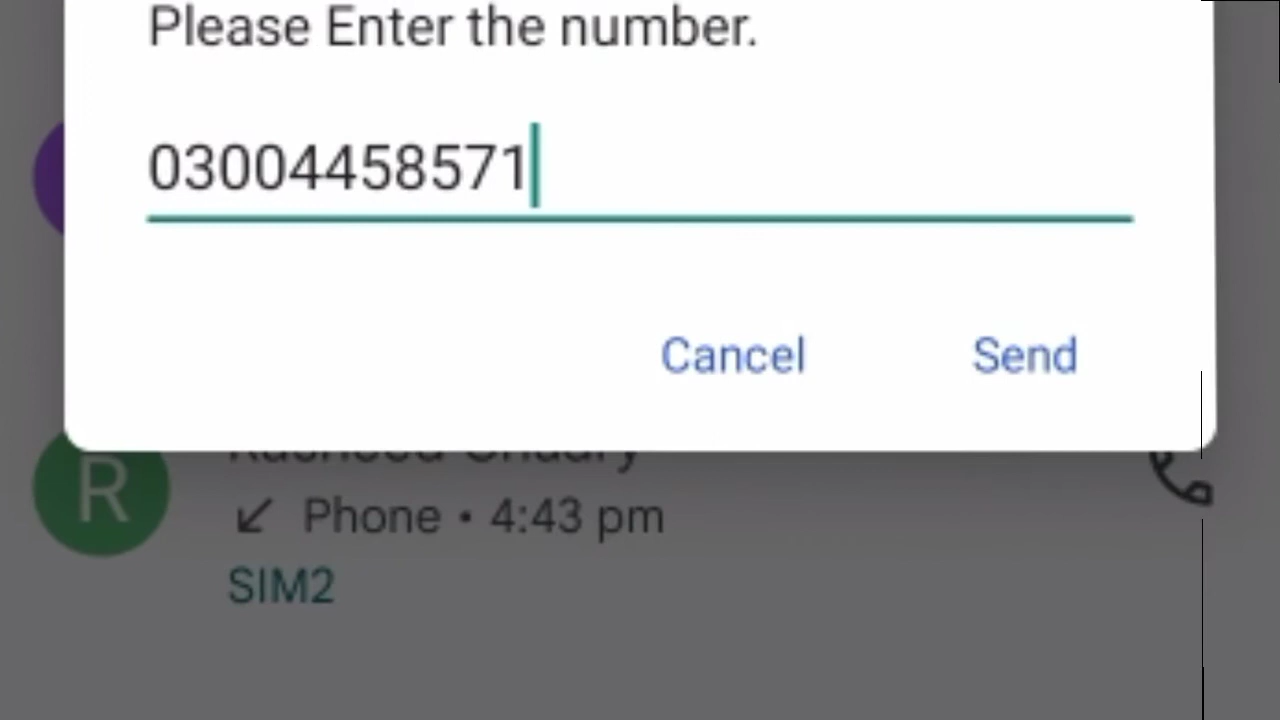 Please Enter the number.
03004458571
Cancel Send
R
Phone • 4:43 pm
SIM2